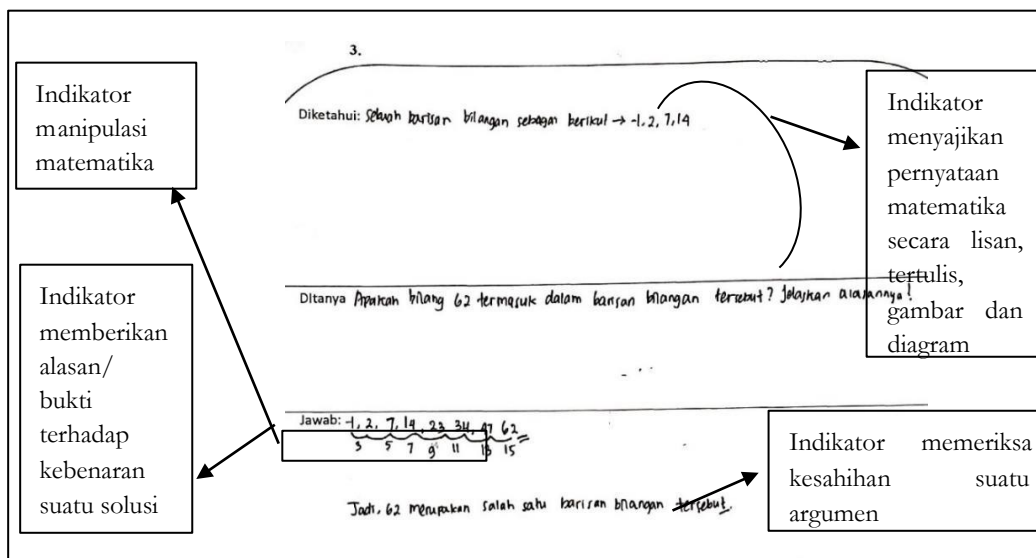 3.
Indikator
manipulasi
matematika
Diketahui: Sebuah barisan bilangan sebagai berikut → -1, 2, 7, 14
Indikator
menyajikan
pernyataan
matematika
secara lisan,
tertulis,
gambar dan
diagram
Ditanya Apakah bilang 62 termasuk dalam barisan bilangan tersebut? Jelaskan alasannya!
Indikator
memberikan
alasan/
bukti
terhadap
kebenaran
suatu solusi
Jawab: -1, 2, 7, 14, 23, 34, 47 62
3 5 7 9 11 13 15
Jadi, 62 merupakan salah satu barisan bilangan tersebut.
Indikator memeriksa
kesahihan suatu
argumen